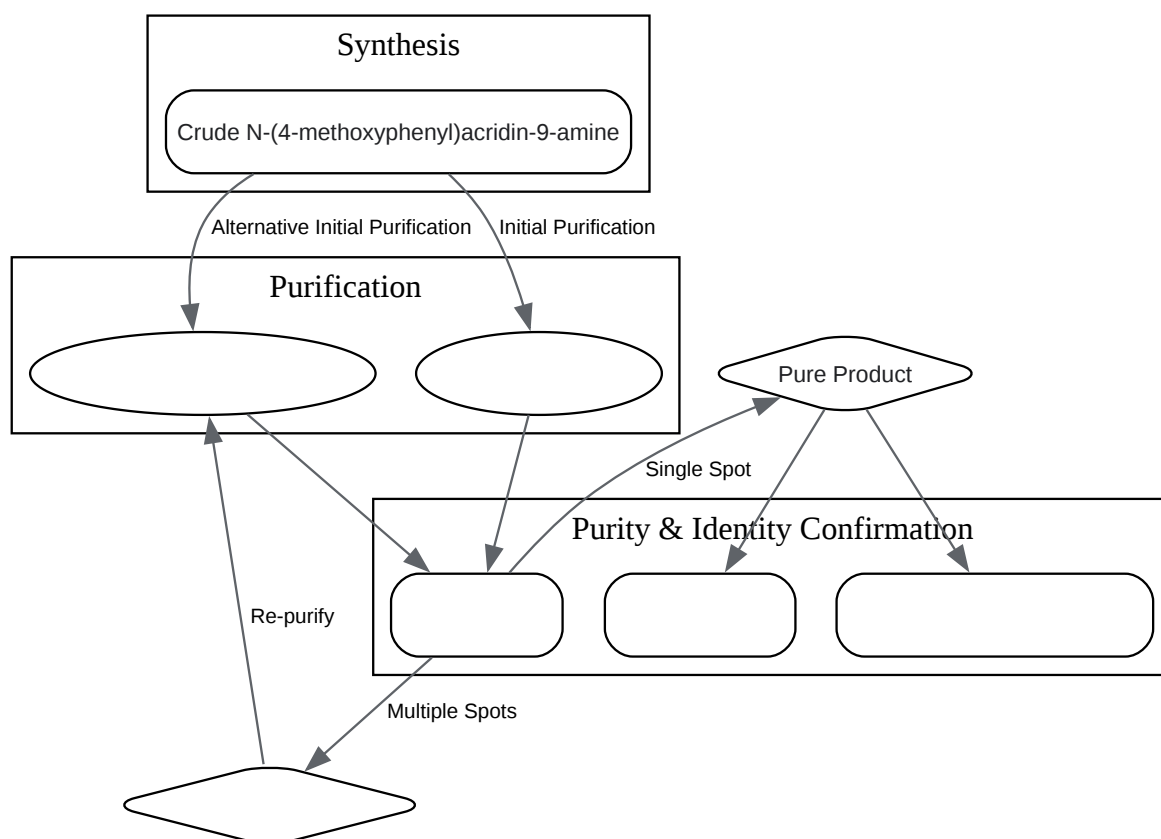 Synthesis
Crude N-(4-methoxyphenyl)acridin-9-amine
Alternative Initial Purification
Initial Purification
Purification
Pure Product
Single Spot
Purity & Identity Confirmation
Re-purify
Multiple Spots